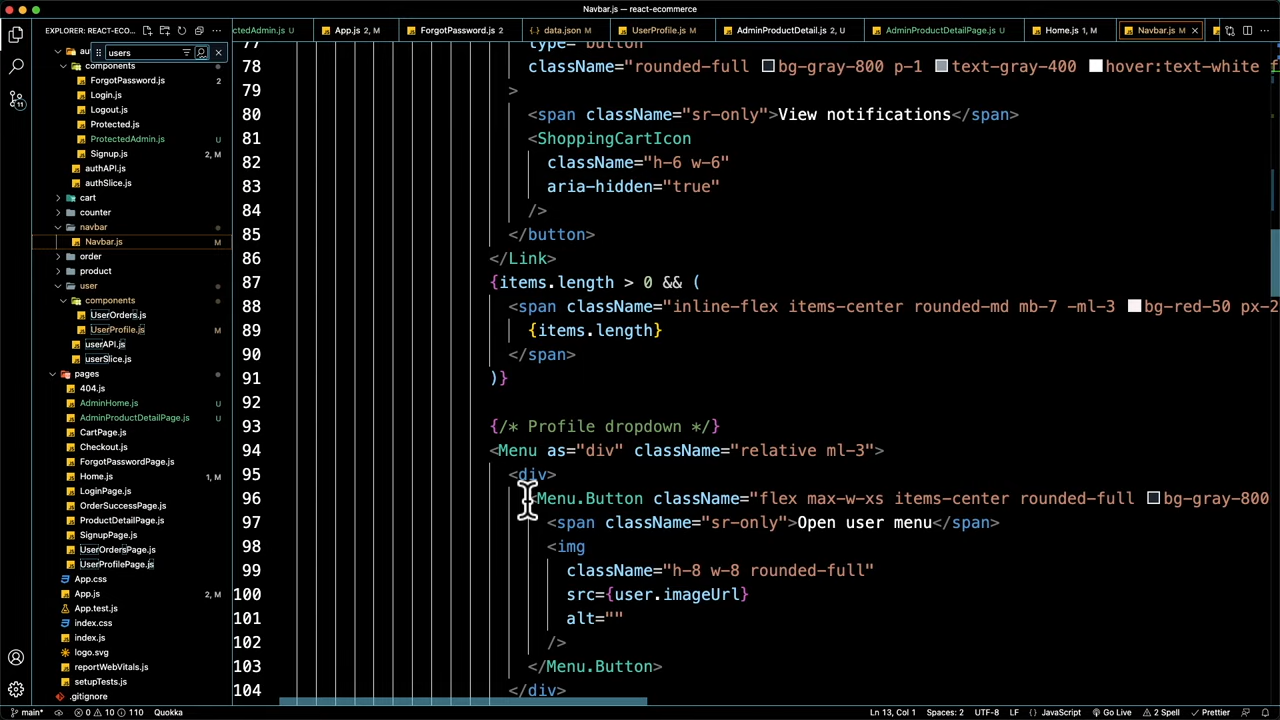 Navbar.js — react-ecommerce
EXPLORER: REACT-ECO...
ctedAdmin.js U
App.js 2, M
ForgotPassword.js 2
data.json M
UserProfile.js M
AdminProductDetail.js 2, U
AdminProductDetailPage.js U
Home.js 1, M
Navbar.js M
users
components
ForgotPassword.js 2
Login.js
Logout.js
Protected.js
ProtectedAdmin.js U
Signup.js 2, M
authAPI.js
authSlice.js
cart
counter
navbar
Navbar.js M
order
product
user
components
UserOrders.js
UserProfile.js M
userAPI.js
userSlice.js
pages
404.js
AdminHome.js U
AdminProductDetailPage.js U
CartPage.js
Checkout.js
ForgotPasswordPage.js
Home.js 1, M
LoginPage.js
OrderSuccessPage.js
ProductDetailPage.js
SignupPage.js
UserOrdersPage.js
UserProfilePage.js
App.css
App.js 2, M
App.test.js
index.css
index.js
logo.svg
reportWebVitals.js
setupTests.js
.gitignore
77 type="button"
78 className="rounded-full bg-gray-800 p-1 text-gray-400 hover:text-white f
79 >
80 <span className="sr-only">View notifications</span>
81 <ShoppingCartIcon
82 className="h-6 w-6"
83 aria-hidden="true"
84 />
85 </button>
86 </Link>
87 {items.length > 0 && (
88 <span className="inline-flex items-center rounded-md mb-7 -ml-3 bg-red-50 px-2
89 {items.length}
90 </span>
91 )}
92
93 {/* Profile dropdown */}
94 <Menu as="div" className="relative ml-3">
95 <div>
96 <Menu.Button className="flex max-w-xs items-center rounded-full bg-gray-800
97 <span className="sr-only">Open user menu</span>
98 <img
99 className="h-8 w-8 rounded-full"
100 src={user.imageUrl}
101 alt=""
102 />
103 </Menu.Button>
104 </div>
11
main* 0 10 110 Quokka
Ln 13, Col 1 Spaces: 2 UTF-8 LF {} JavaScript Go Live 2 Spell Prettier